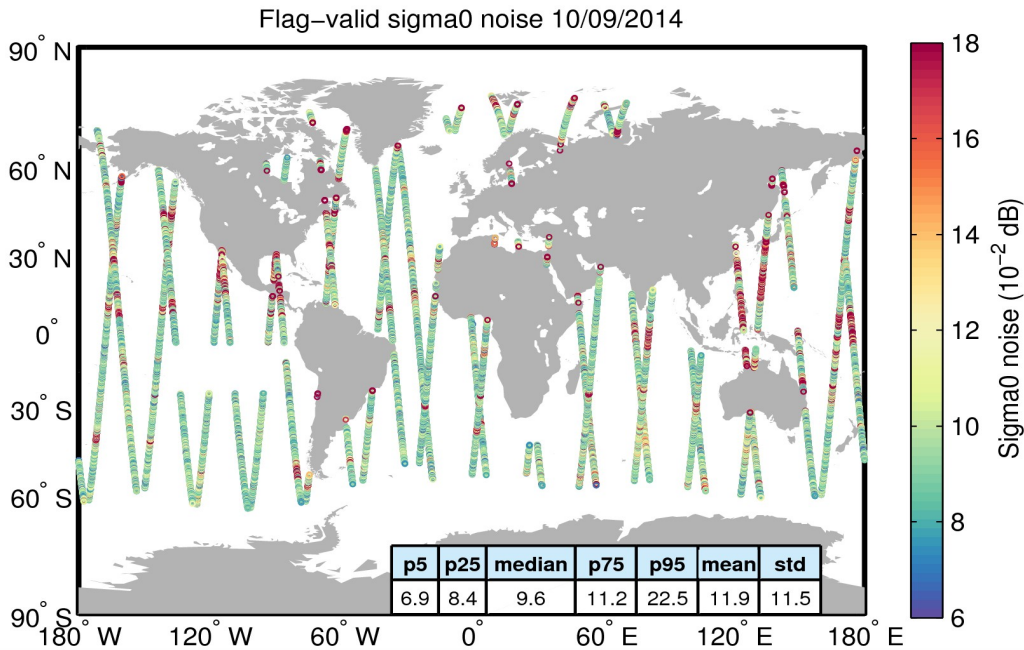 Flag−valid sigma0 noise 10/09/2014
90° N
60° N
30° N
0°
30° S
60° S
90° S
180° W 120° W 60° W 0° 60° E 120° E 180° E
p5 p25 median p75 p95 mean std
6.9 8.4 9.6 11.2 22.5 11.9 11.5
18
16
14
12
10
8
6
Sigma0 noise (10−2 dB)